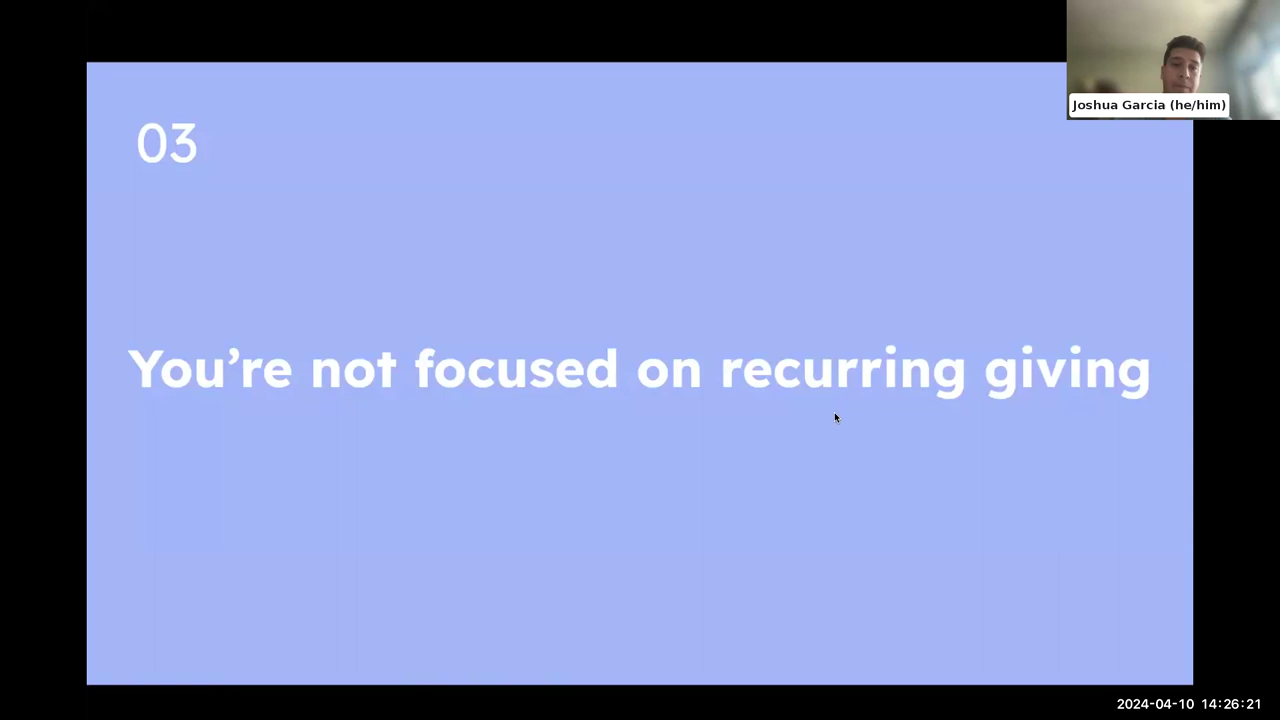 Joshua Garcia (he/him)
03
You’re not focused on recurring giving
2024-04-10 14:26:21